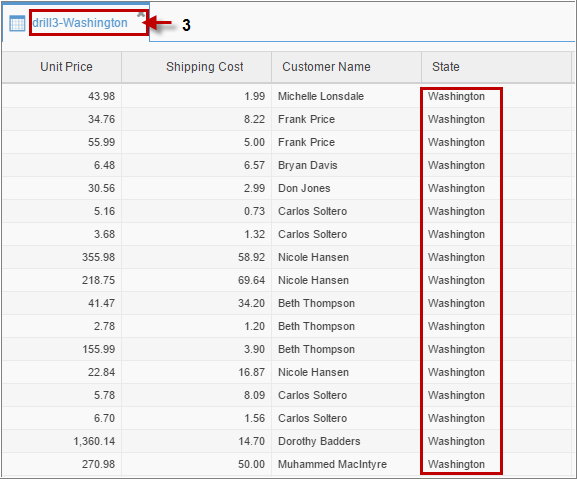 drill3-Washington 3
Unit Price Shipping Cost Customer Name State
43.98 1.99 Michelle Lonsdale Washington
34.76 8.22 Frank Price Washington
55.99 5.00 Frank Price Washington
6.48 6.57 Bryan Davis Washington
30.56 2.99 Don Jones Washington
5.16 0.73 Carlos Soltero Washington
3.68 1.32 Carlos Soltero Washington
355.98 58.92 Nicole Hansen Washington
218.75 69.64 Nicole Hansen Washington
41.47 34.20 Beth Thompson Washington
2.78 1.20 Beth Thompson Washington
155.99 3.90 Beth Thompson Washington
22.84 16.87 Nicole Hansen Washington
5.78 8.09 Carlos Soltero Washington
6.70 1.56 Carlos Soltero Washington
1,360.14 14.70 Dorothy Badders Washington
270.98 50.00 Muhammed MacIntyre Washington